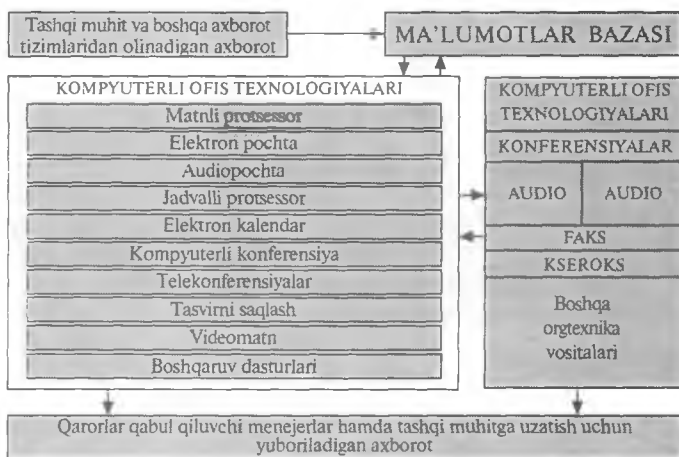 Tashqi muhit va boshqa axborot
tizimlaridan olinadigan axborot
MA'LUMOTLAR BAZASI
KOMPYUTERLI OFIS TEXNOLOGIYALARI
Matnli protsessor
Elektron pochta
Audiopochta
Jadvalli protsessor
Elektron kalendar
Kompyuterli konferensiya
Telekonferensiyalar
Tasvirni saqlash
Videomatn
Boshqaruv dasturlari
KOMPYUTERLI OFIS
TEXNOLOGIYALARI
KONFERENSIYALAR
AUDIO
AUDIO
FAKS
KSEROKS
Boshqa
orgtexnika
vositalari
Qarorlar qabul qiluvchi menejerlar hamda tashqi muhitga uzatish uchun
yuboriladigan axborot